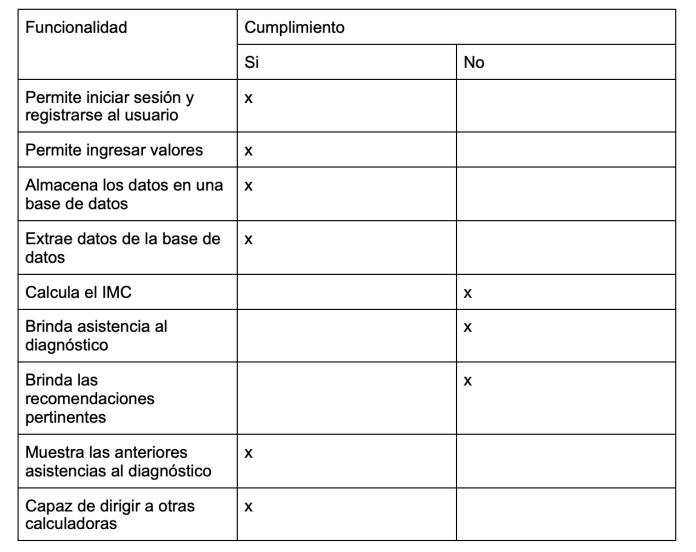 Funcionalidad
Cumplimiento
Si
No
Permite iniciar sesión y
registrarse al usuario
x
Permite ingresar valores
x
Almacena los datos en una
base de datos
x
Extrae datos de la base de
datos
x
Calcula el IMC
x
Brinda asistencia al
diagnóstico
x
Brinda las
recomendaciones
pertinentes
x
Muestra las anteriores
asistencias al diagnóstico
x
Capaz de dirigir a otras
calculadoras
x